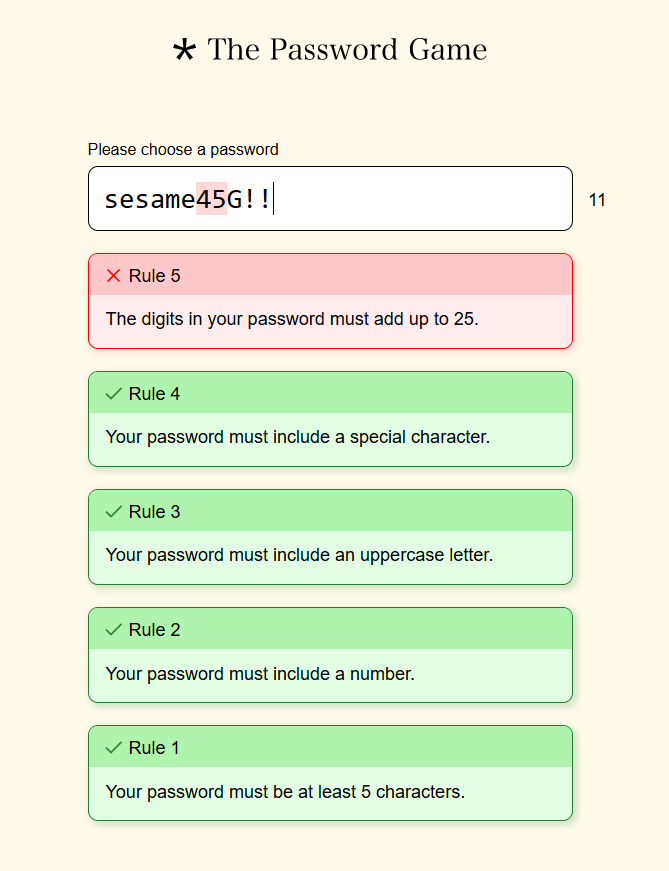 * The Password Game
Please choose a password
sesame45G!!
11
Rule 5
The digits in your password must add up to 25.
Rule 4
Your password must include a special character.
Rule 3
Your password must include an uppercase letter.
Rule 2
Your password must include a number.
Rule 1
Your password must be at least 5 characters.